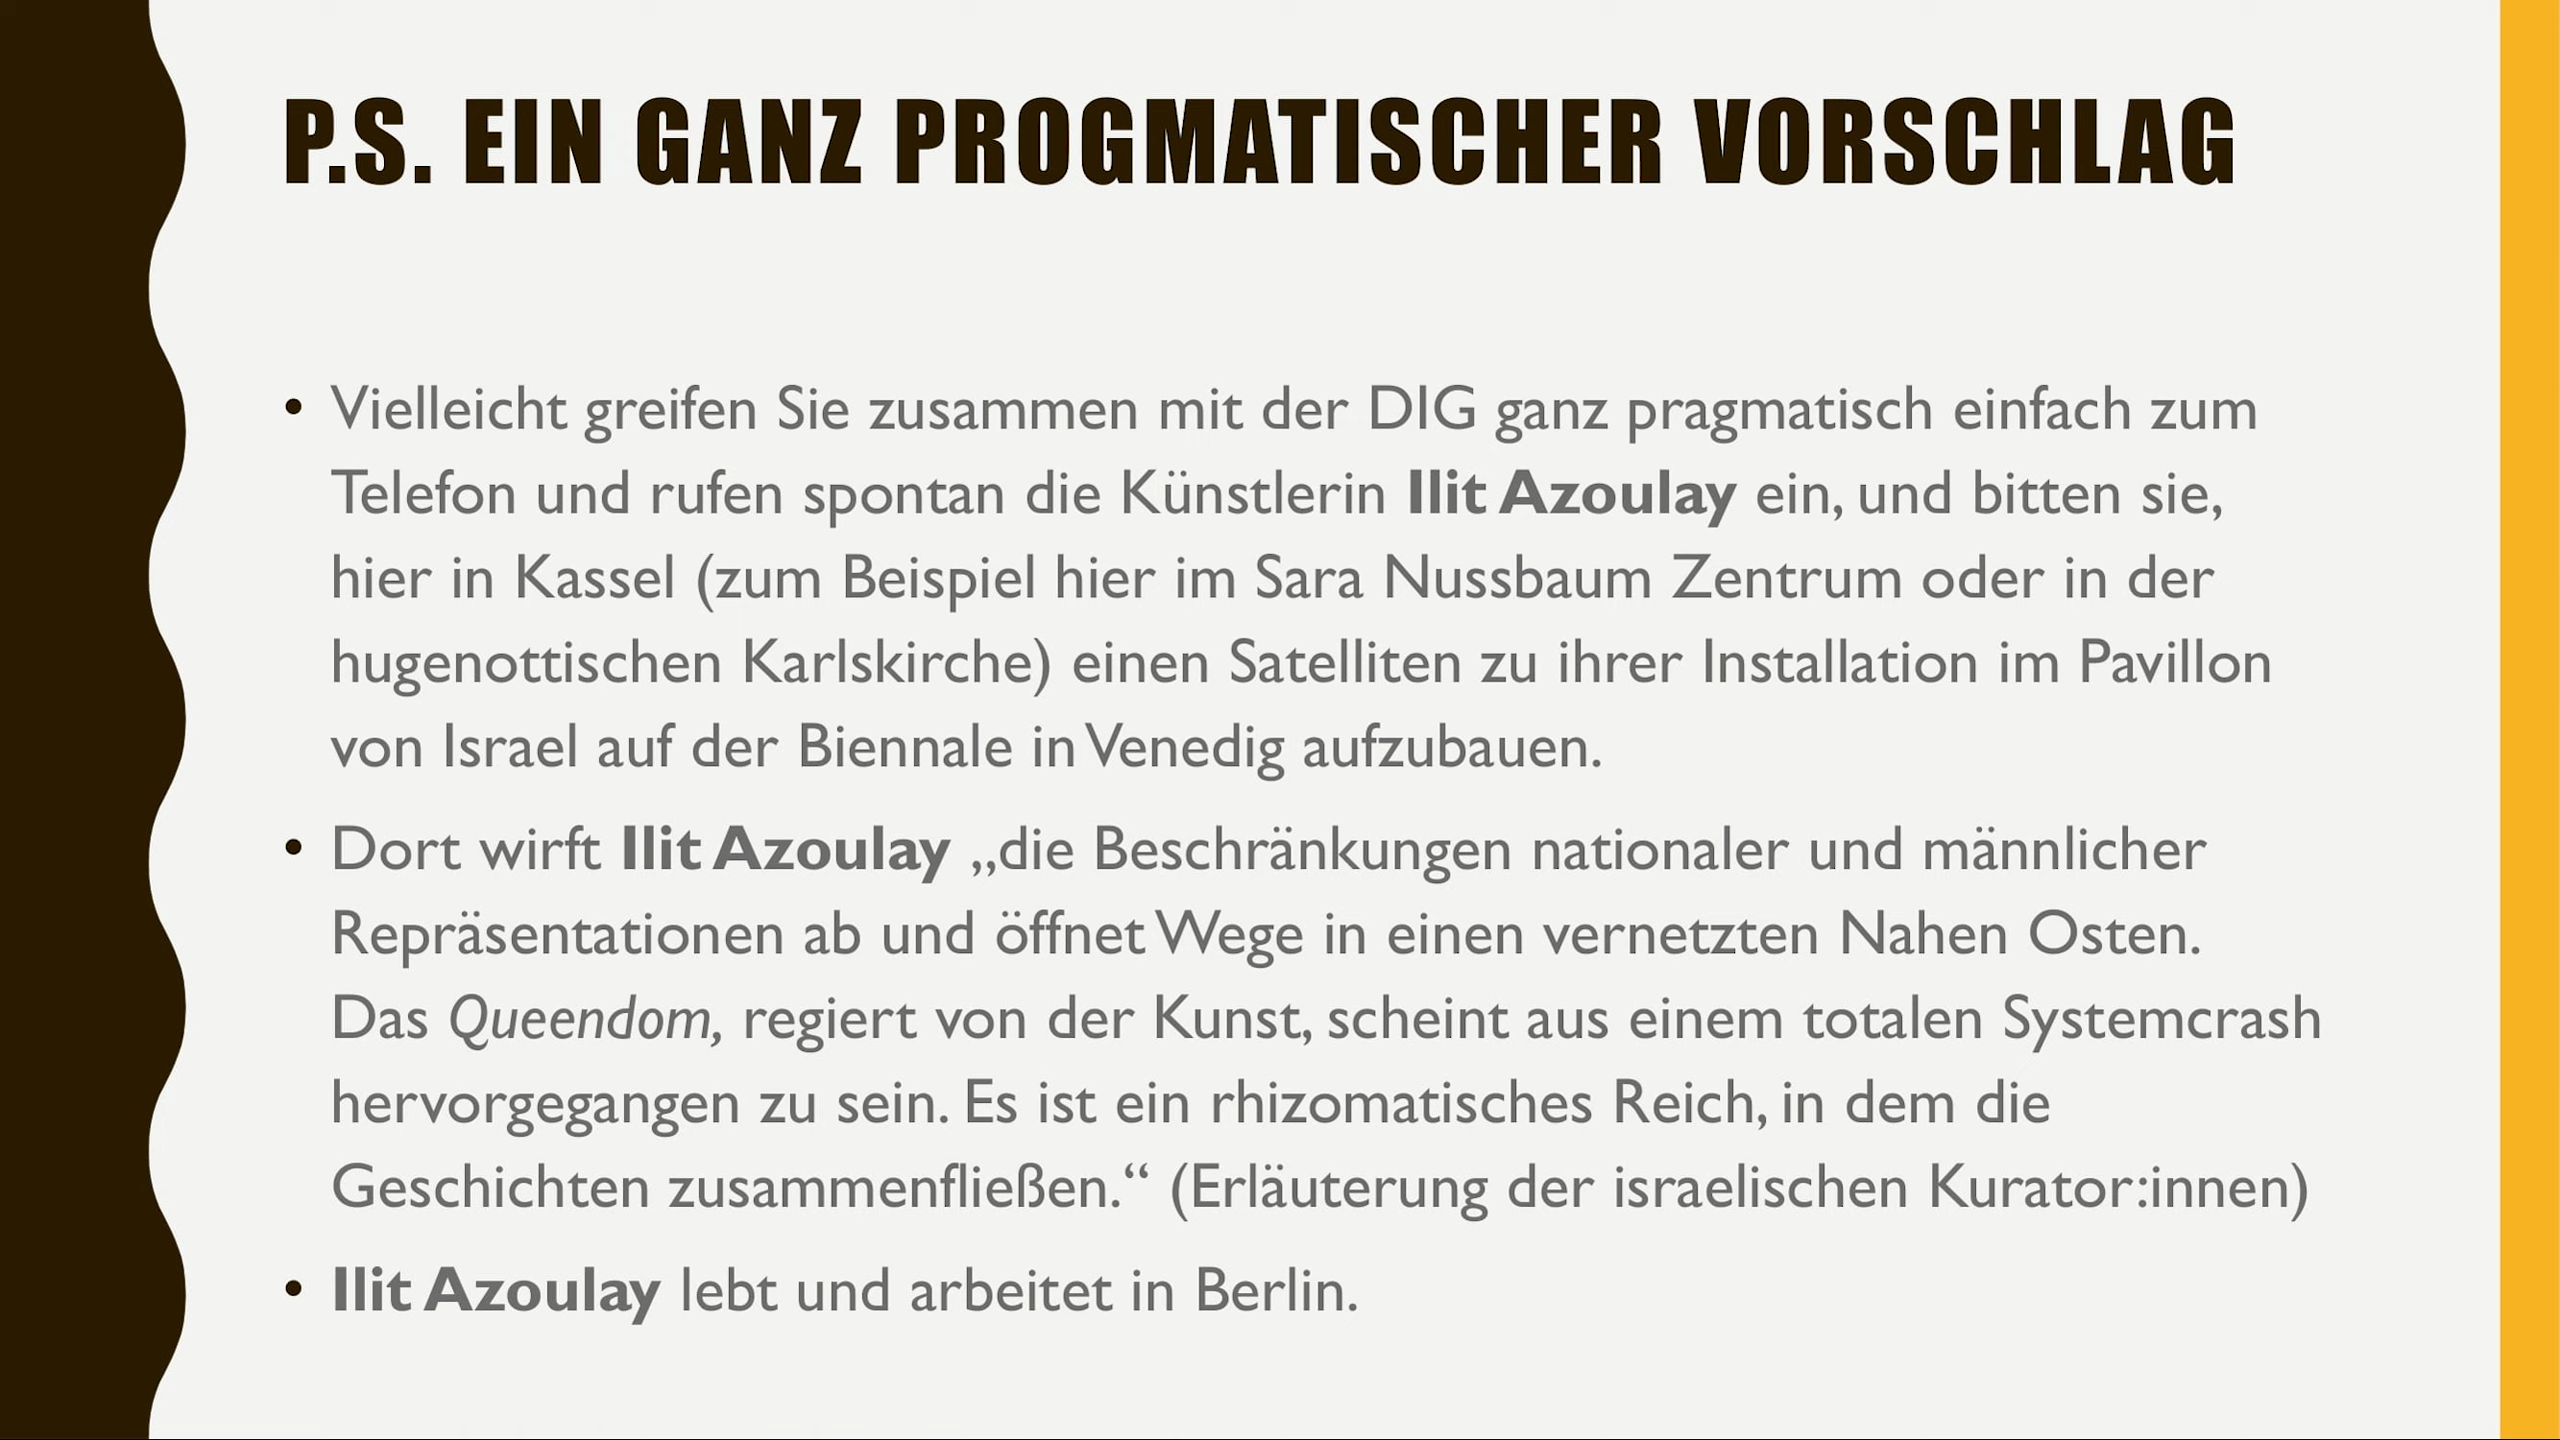 P.S. EIN GANZ PROGMATISCHER VORSCHLAG
• Vielleicht greifen Sie zusammen mit der DIG ganz pragmatisch einfach zum
Telefon und rufen spontan die Künstlerin Ilit Azoulay ein, und bitten sie,
hier in Kassel (zum Beispiel hier im Sara Nussbaum Zentrum oder in der
hugenottischen Karlskirche) einen Satelliten zu ihrer Installation im Pavillon
von Israel auf der Biennale in Venedig aufzubauen.
• Dort wirft Ilit Azoulay „die Beschränkungen nationaler und männlicher
Repräsentationen ab und öffnet Wege in einen vernetzten Nahen Osten.
Das Queendom, regiert von der Kunst, scheint aus einem totalen Systemcrash
hervorgegangen zu sein. Es ist ein rhizomatisches Reich, in dem die
Geschichten zusammenfließen.“ (Erläuterung der israelischen Kurator:innen)
• Ilit Azoulay lebt und arbeitet in Berlin.